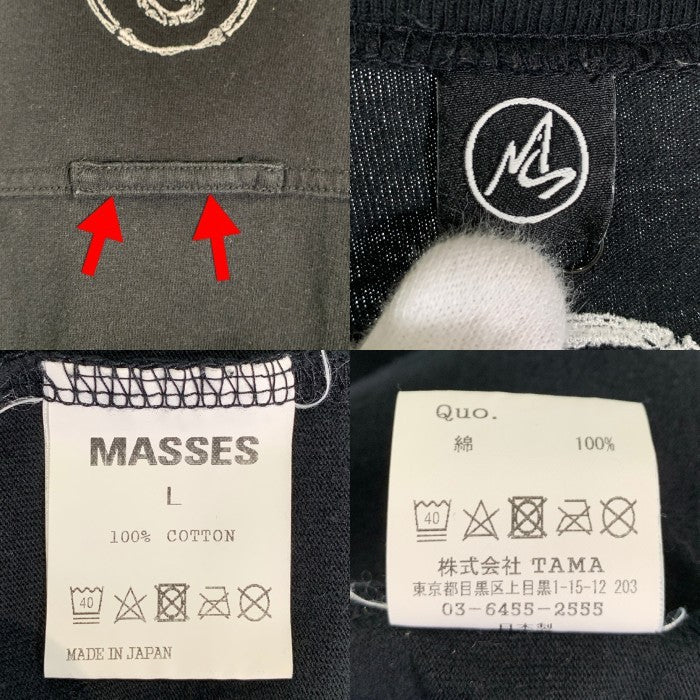 MAS
MASSES
L
100% COTTON
40
MADE IN JAPAN
Quo.
綿 100%
40
株式会社 TAMA
東京都目黒区上目黒1-15-12 203
03-6455-2555
日本製